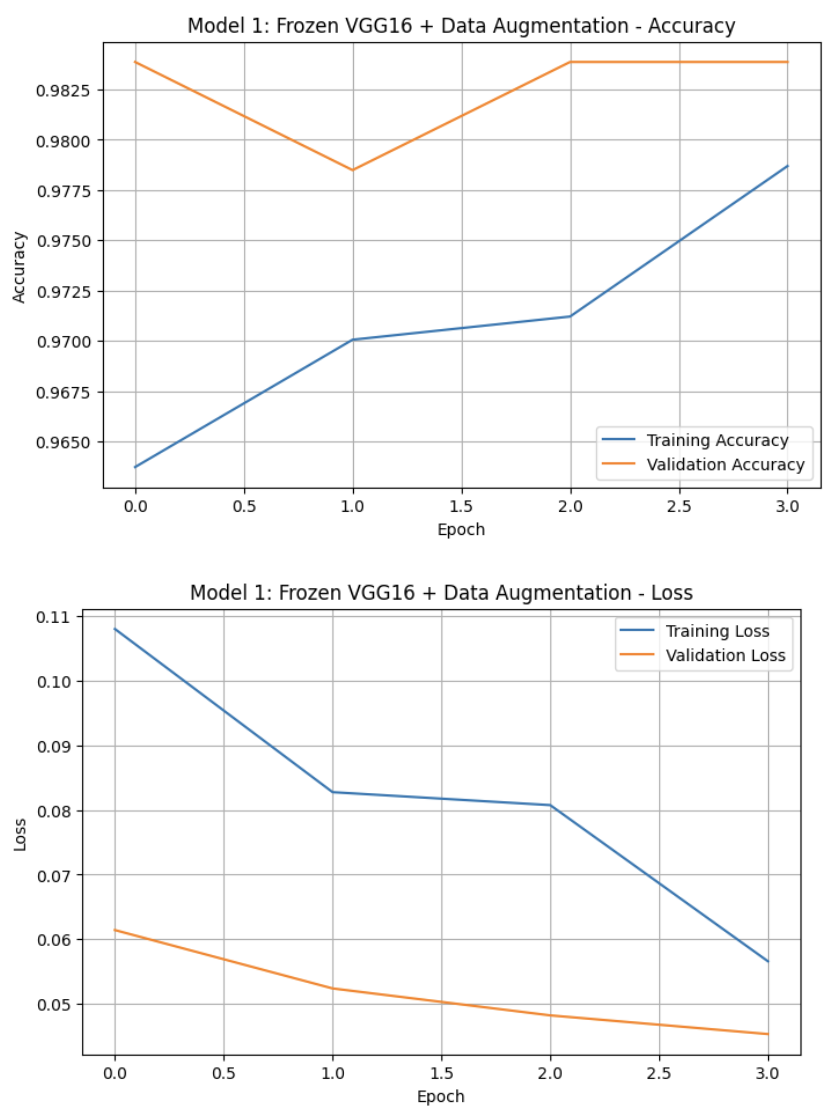 Model 1: Frozen VGG16 + Data Augmentation - Accuracy
0.9825
0.9800
0.9775
0.9750
0.9725
0.9700
0.9675
0.9650
Accuracy
Training Accuracy
Validation Accuracy
0.0 0.5 1.0 1.5 2.0 2.5 3.0
Epoch
Model 1: Frozen VGG16 + Data Augmentation - Loss
0.11
0.10
0.09
0.08
0.07
0.06
0.05
Loss
Training Loss
Validation Loss
0.0 0.5 1.0 1.5 2.0 2.5 3.0
Epoch